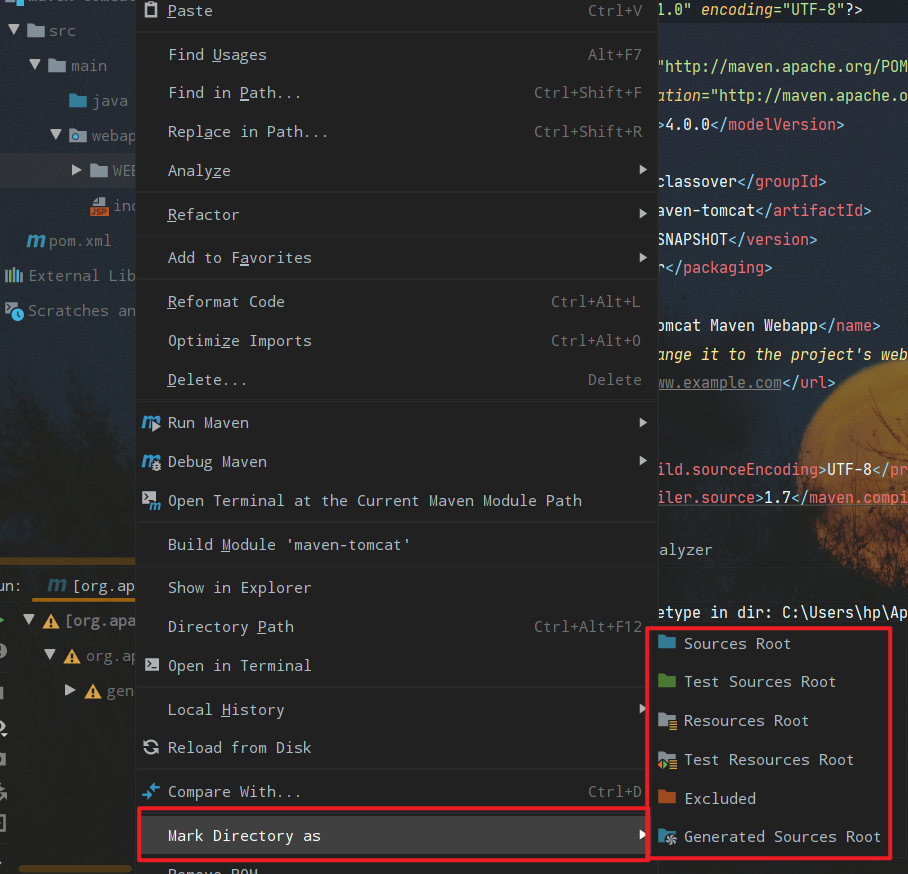 src
main
java
webap
WE
in
pom.xml
External Lib
Scratches an
un:
[org.ap
[org.apa
org.ap
gen
Paste Ctrl+V
Find Usages Alt+F7
Find in Path... Ctrl+Shift+F
Replace in Path... Ctrl+Shift+R
Analyze
Refactor
Add to Favorites
Reformat Code Ctrl+Alt+L
Optimize Imports Ctrl+Alt+O
Delete... Delete
Run Maven
Debug Maven
Open Terminal at the Current Maven Module Path
Build Module 'maven-tomcat'
Show in Explorer
Directory Path Ctrl+Alt+F12
Open in Terminal
Local History
Reload from Disk
Compare With... Ctrl+D
Mark Directory as
1.0" encoding="UTF-8"?>
"http://maven.apache.org/POM
ation="http://maven.apache.o
>4.0.0</modelVersion>
classover</groupId>
aven-tomcat</artifactId>
SNAPSHOT</version>
r</packaging>
omcat Maven Webapp</name>
ange it to the project's web
ww.example.com</url>
ild.sourceEncoding>UTF-8</pr
iler.source>1.7</maven.compi
alyzer
etype in dir: C:\Users\hp\Ap
Sources Root
Test Sources Root
Resources Root
Test Resources Root
Excluded
Generated Sources Root